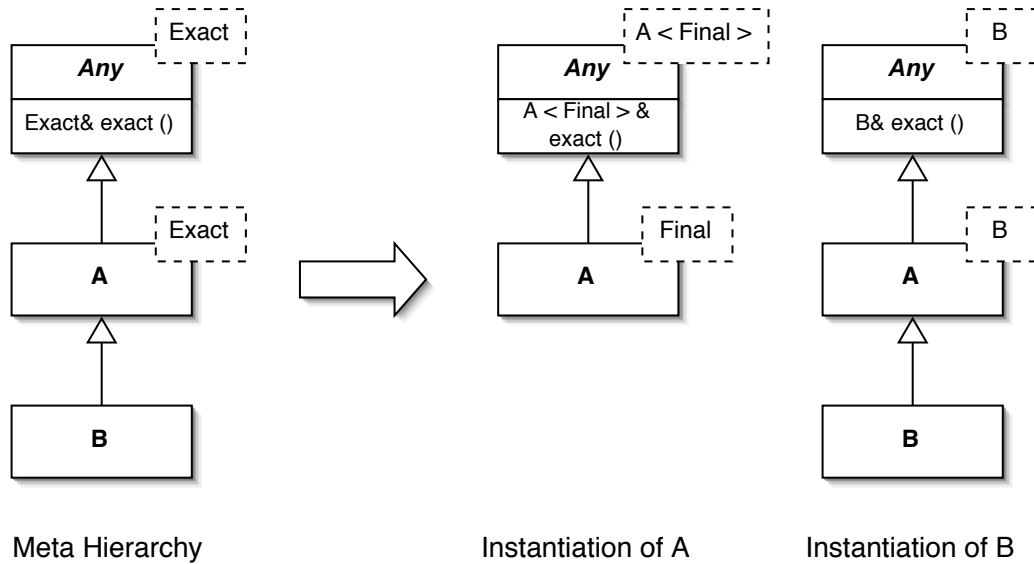 Exact
Any
Exact& exact ()
Exact
A
B
Meta Hierarchy
A < Final >
Any
A < Final > &
exact ()
Final
A
Instantiation of A
B
Any
B& exact ()
B
A
B
Instantiation of B